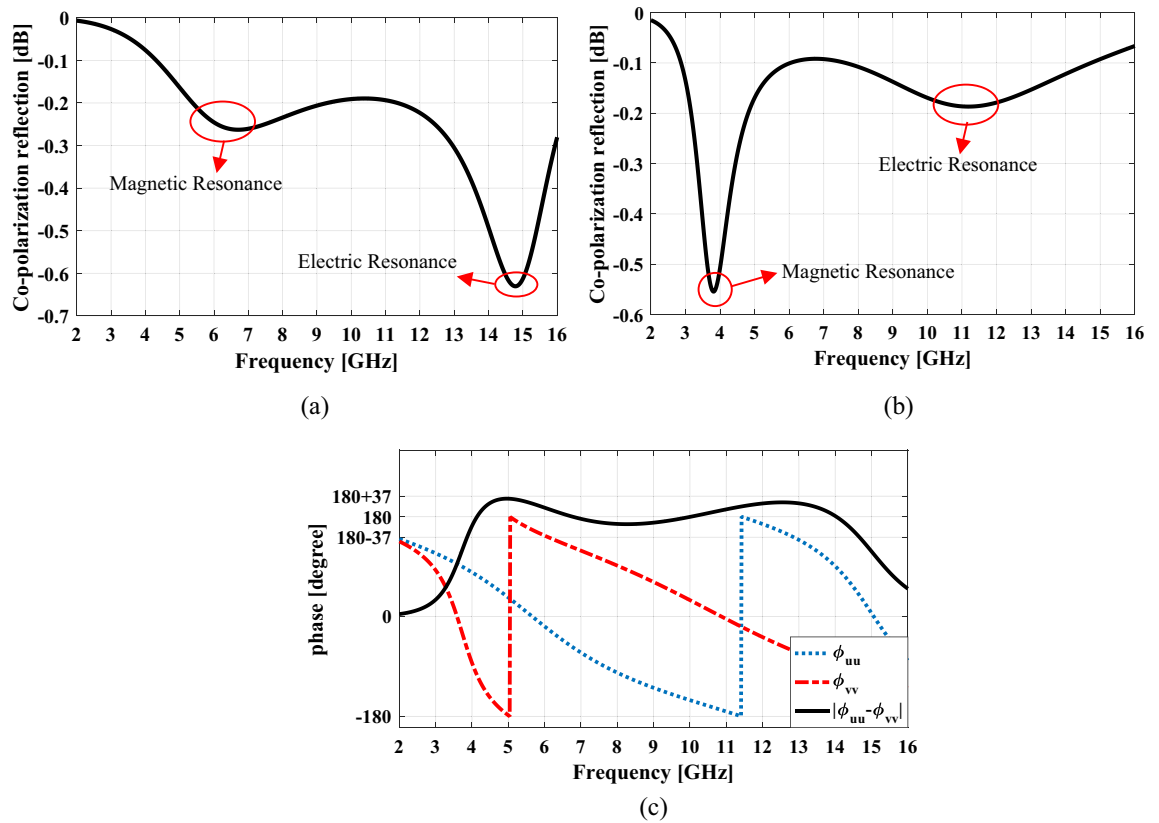 0
-0.1
-0.2
-0.3
-0.4
-0.5
-0.6
-0.7
Co-polarization reflection [dB]
Magnetic Resonance
Electric Resonance
2 3 4 5 6 7 8 9 10 11 12 13 14 15 16
Frequency [GHz]
(a)
0
-0.1
-0.2
-0.3
-0.4
-0.5
-0.6
Co-polarization reflection [dB]
Electric Resonance
Magnetic Resonance
2 3 4 5 6 7 8 9 10 11 12 13 14 15 16
Frequency [GHz]
(b)
180+37
180
180-37
0
-180
phase [degree]
ϕuu
ϕvv
|ϕuu-ϕvv|
2 3 4 5 6 7 8 9 10 11 12 13 14 15 16
Frequency [GHz]
(c)